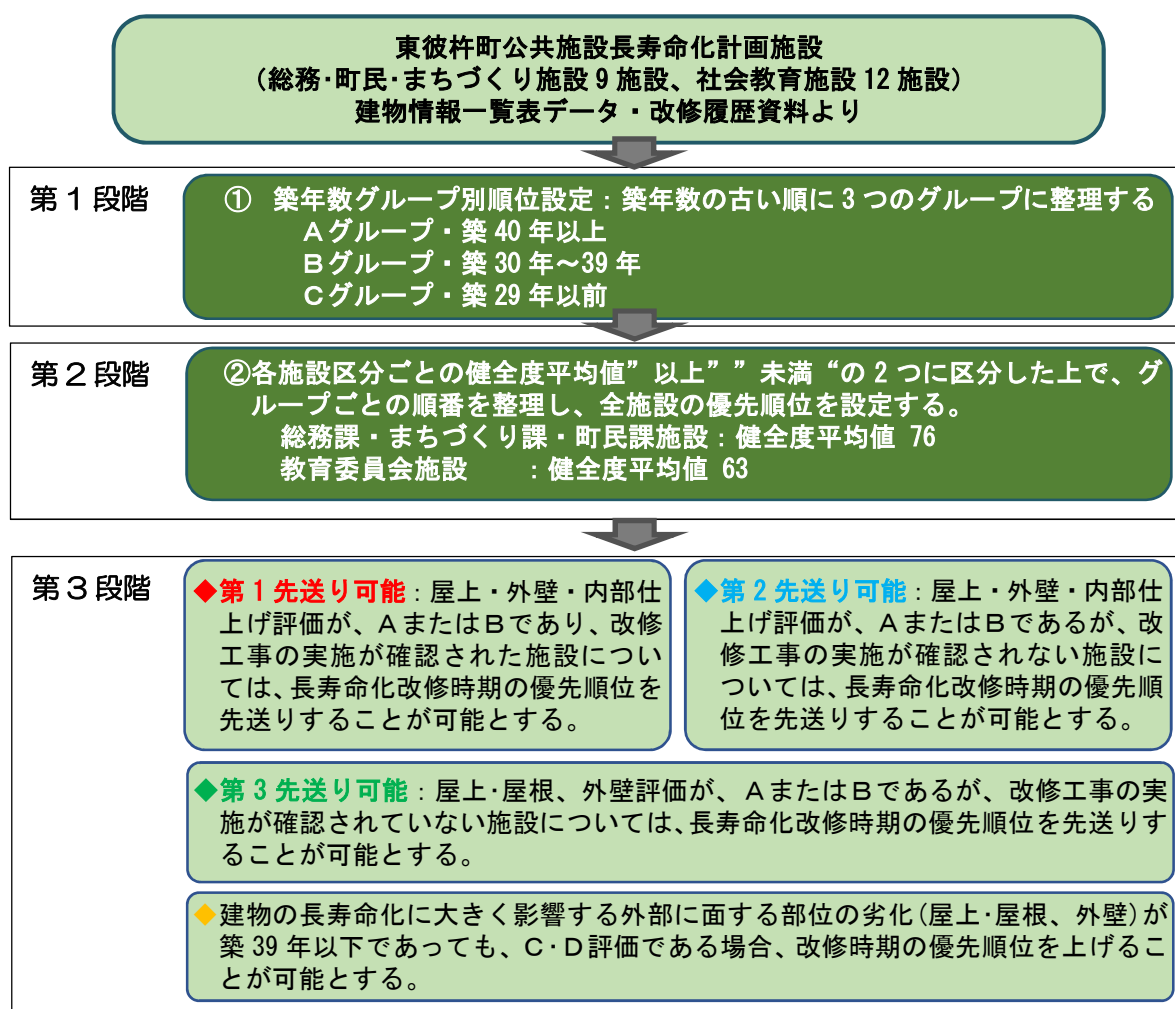 東彼杵町公共施設長寿命化計画施設
（総務･町民･まちづくり施設 9 施設、社会教育施設 12 施設）
建物情報一覧表データ・改修履歴資料より
第１段階
① 築年数グループ別順位設定：築年数の古い順に 3 つのグループに整理する
Ａグループ・築 40 年以上
Ｂグループ・築 30 年～39 年
Ｃグループ・築 29 年以前
第２段階
②各施設区分ごとの健全度平均値”以上””未満“の 2 つに区分した上で、グ
ループごとの順番を整理し、全施設の優先順位を設定する。
総務課・まちづくり課・町民課施設：健全度平均値 76
教育委員会施設　　：健全度平均値 63
第３段階
◆第 1 先送り可能：屋上・外壁・内部仕
上げ評価が、ＡまたはＢであり、改修
工事の実施が確認された施設につい
ては、長寿命化改修時期の優先順位を
先送りすることが可能とする。
◆第 2 先送り可能：屋上・外壁・内部仕
上げ評価が、ＡまたはＢであるが、改
修工事の実施が確認されない施設に
ついては、長寿命化改修時期の優先順
位を先送りすることが可能とする。
◆第 3 先送り可能：屋上･屋根、外壁評価が、ＡまたはＢであるが、改修工事の実
施が確認されていない施設については、長寿命化改修時期の優先順位を先送りす
ることが可能とする。
◆建物の長寿命化に大きく影響する外部に面する部位の劣化(屋上･屋根、外壁)が
築 39 年以下であっても、Ｃ･Ｄ評価である場合、改修時期の優先順位を上げるこ
とが可能とする。